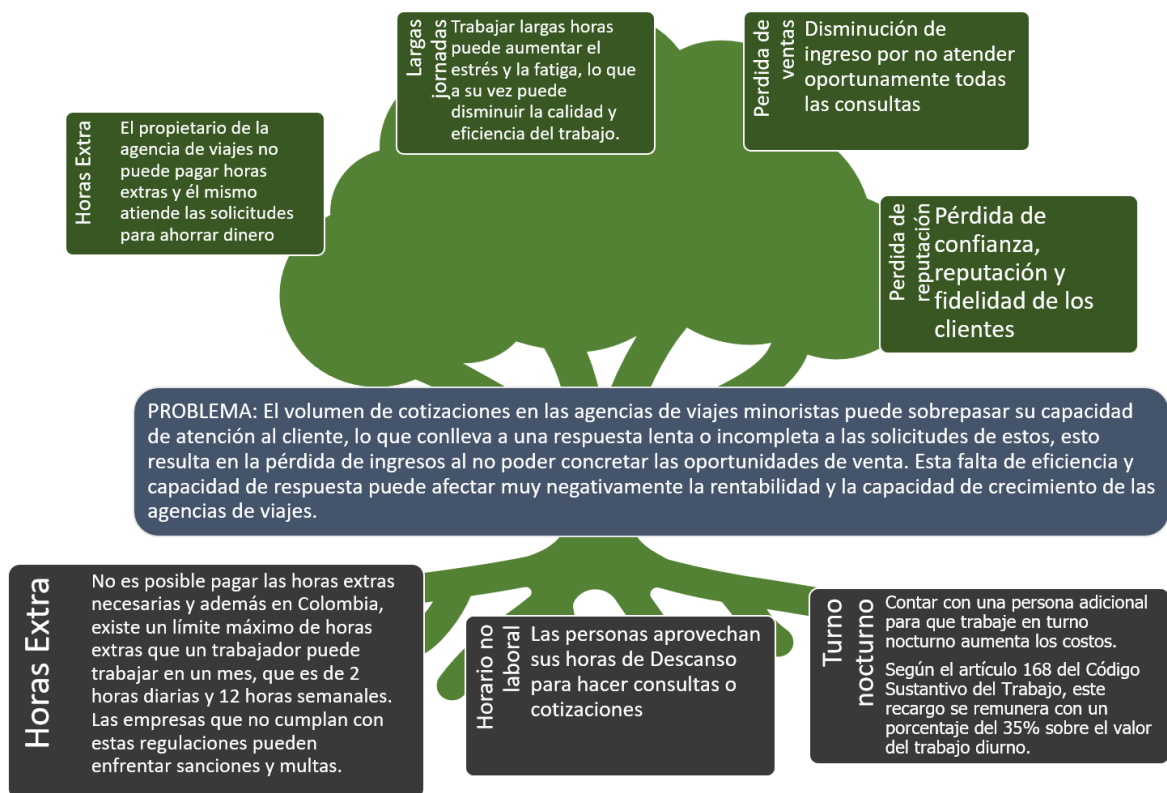 Largas
jornadas
Trabajar largas horas
puede aumentar el
estrés y la fatiga, lo que
a su vez puede
disminuir la calidad y
eficiencia del trabajo.
Perdida de
ventas
Disminución de
ingreso por no atender
oportunamente todas
las consultas
Horas Extra
El propietario de la
agencia de viajes no
puede pagar horas
extras y él mismo
atiende las solicitudes
para ahorrar dinero
Perdida de
reputación
Pérdida de
confianza,
reputación y
fidelidad de los
clientes
PROBLEMA: El volumen de cotizaciones en las agencias de viajes minoristas puede sobrepasar su capacidad
de atención al cliente, lo que conlleva a una respuesta lenta o incompleta a las solicitudes de estos, esto
resulta en la pérdida de ingresos al no poder concretar las oportunidades de venta. Esta falta de eficiencia y
capacidad de respuesta puede afectar muy negativamente la rentabilidad y la capacidad de crecimiento de las
agencias de viajes.
Horas Extra
No es posible pagar las horas extras
necesarias y además en Colombia,
existe un límite máximo de horas
extras que un trabajador puede
trabajar en un mes, que es de 2
horas diarias y 12 horas semanales.
Las empresas que no cumplan con
estas regulaciones pueden
enfrentar sanciones y multas.
Horario no
laboral
Las personas aprovechan
sus horas de Descanso
para hacer consultas o
cotizaciones
Turno
nocturno
Contar con una persona adicional
para que trabaje en turno
nocturno aumenta los costos.
Según el artículo 168 del Código
Sustantivo del Trabajo, este
recargo se remunera con un
porcentaje del 35% sobre el valor
del trabajo diurno.